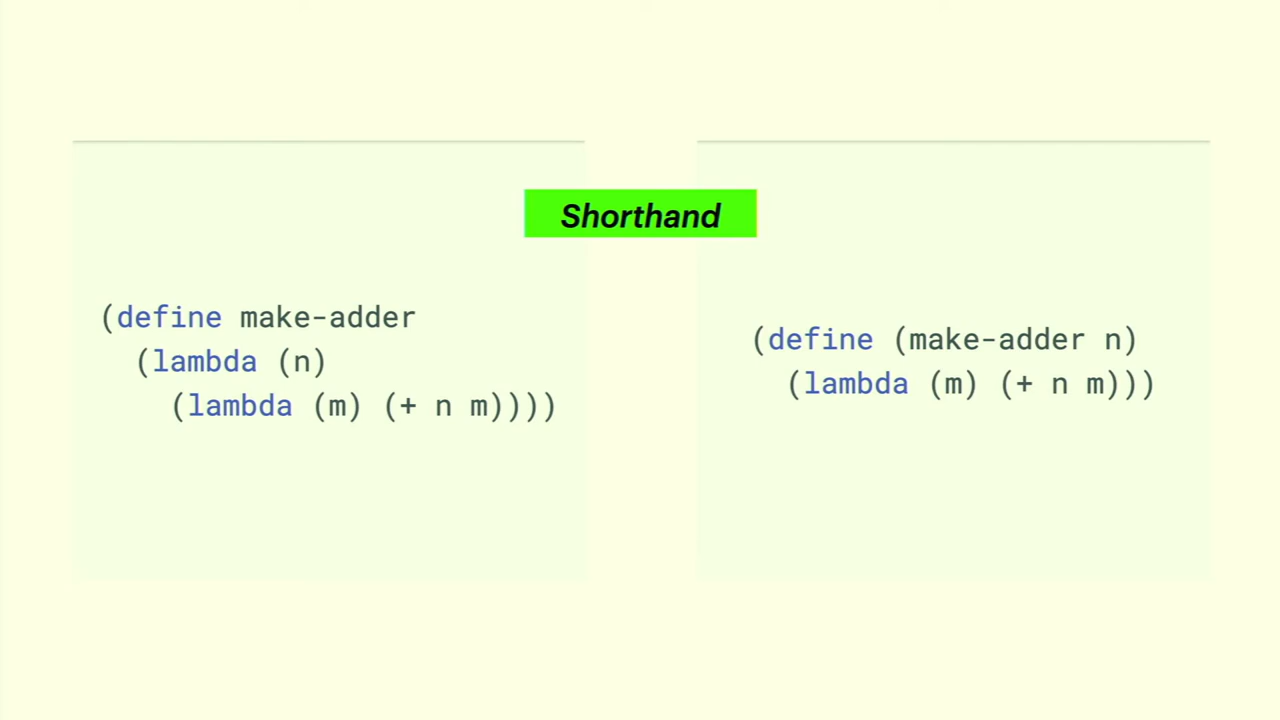 Shorthand
(define make-adder
  (lambda (n)
    (lambda (m) (+ n m))))
(define (make-adder n)
  (lambda (m) (+ n m)))